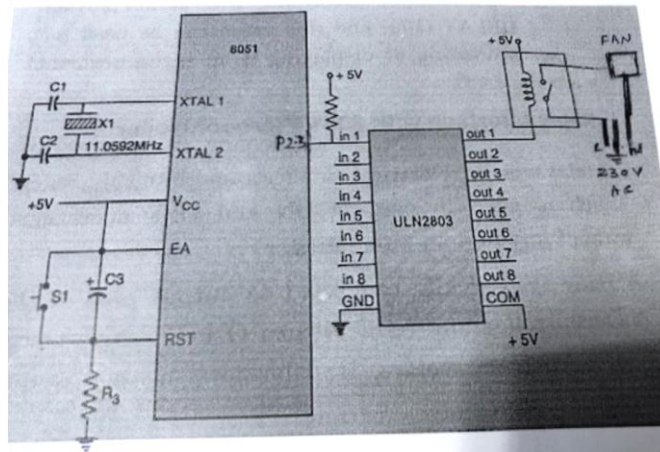 8051
C1
XTAL 1
X1
C2
11.0592MHz
XTAL 2
+5V
VCC
EA
S1
+
C3
RST
R3
P2.3
+ 5V
in 1
in 2
in 3
in 4
in 5
in 6
in 7
in 8
GND
ULN2803
out 1
out 2
out 3
out 4
out 5
out 6
out 7
out 8
COM
+ 5V
+ 5V
FAN
230V
AC